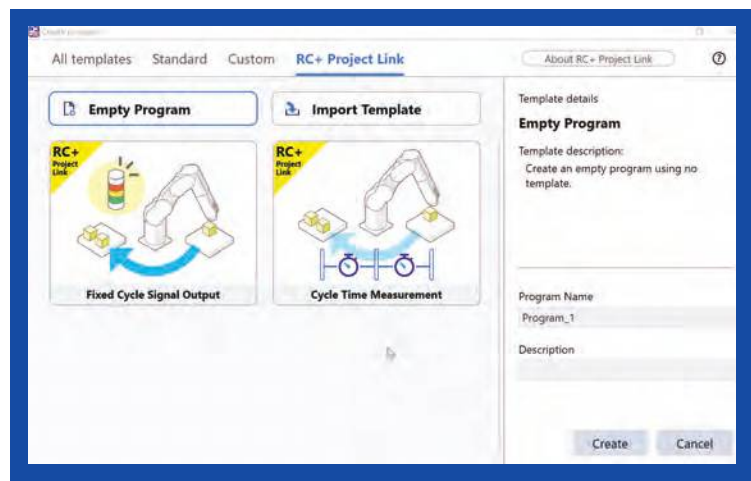 All templates Standard Custom RC+ Project Link About RC+ Project Link ?
Empty Program Import Template
RC+
Project
Link
Fixed Cycle Signal Output
RC+
Project
Link
Cycle Time Measurement
Template details
Empty Program
Template description:
Create an empty program using no
template.
Program Name
Program_1
Description
Create Cancel